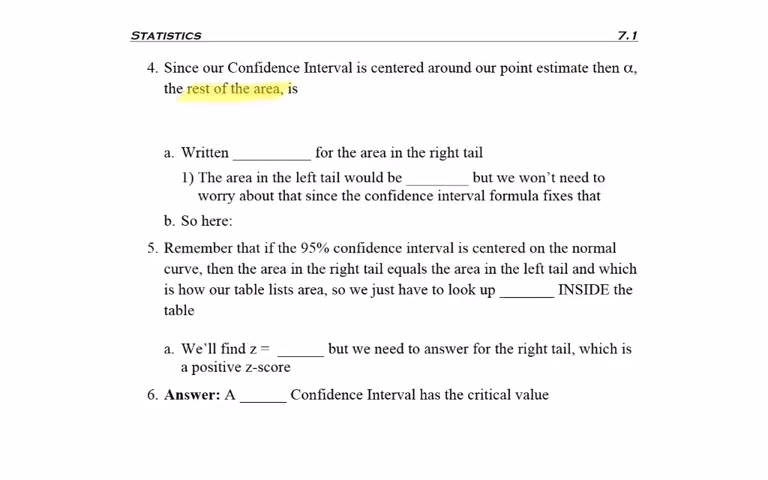 STATISTICS 7.1
4. Since our Confidence Interval is centered around our point estimate then α,
the rest of the area, is
a. Written ___________ for the area in the right tail
1) The area in the left tail would be ________ but we won't need to
worry about that since the confidence interval formula fixes that
b. So here:
5. Remember that if the 95% confidence interval is centered on the normal
curve, then the area in the right tail equals the area in the left tail and which
is how our table lists area, so we just have to look up _______ INSIDE the
table
a. We'll find z = ______ but we need to answer for the right tail, which is
a positive z-score
6. Answer: A ______ Confidence Interval has the critical value